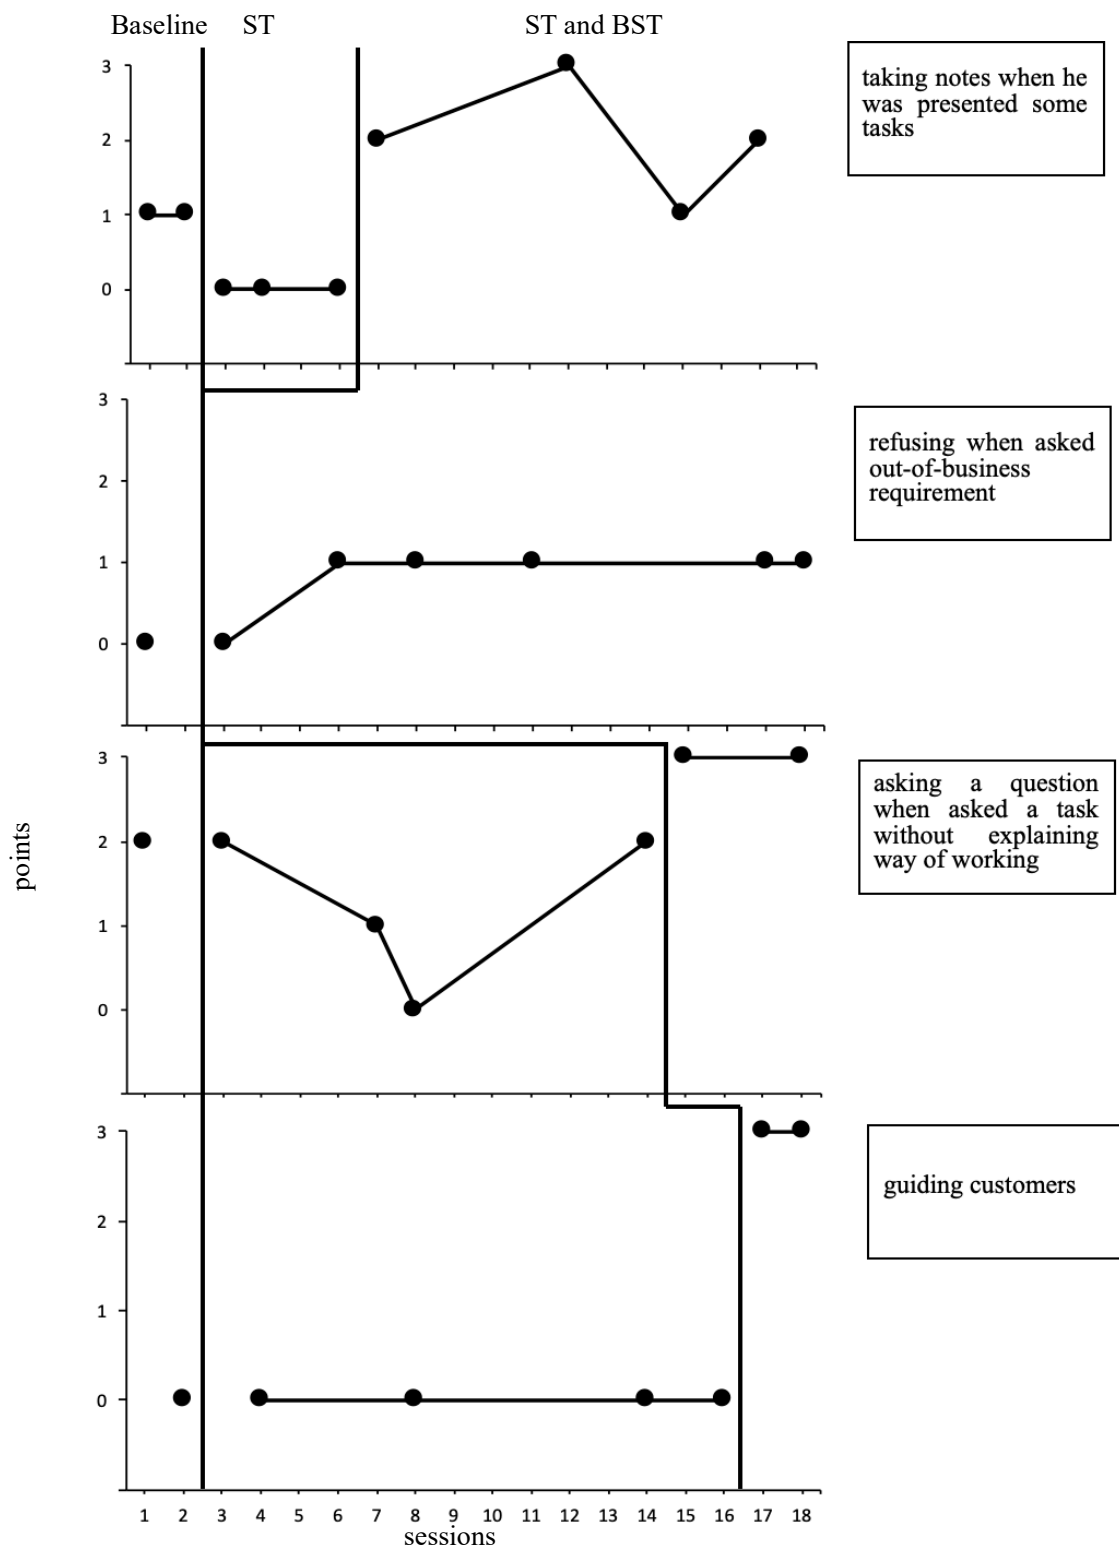 Baseline ST ST and BST
3
2
1
0
taking notes when he
was presented some
tasks
3
2
1
0
refusing when asked
out-of-business
requirement
3
2
1
0
asking a question
when asked a task
without explaining
way of working
points
3
2
1
0
guiding customers
1 2 3 4 5 6 7 8 9 10 11 12 13 14 15 16 17 18
sessions